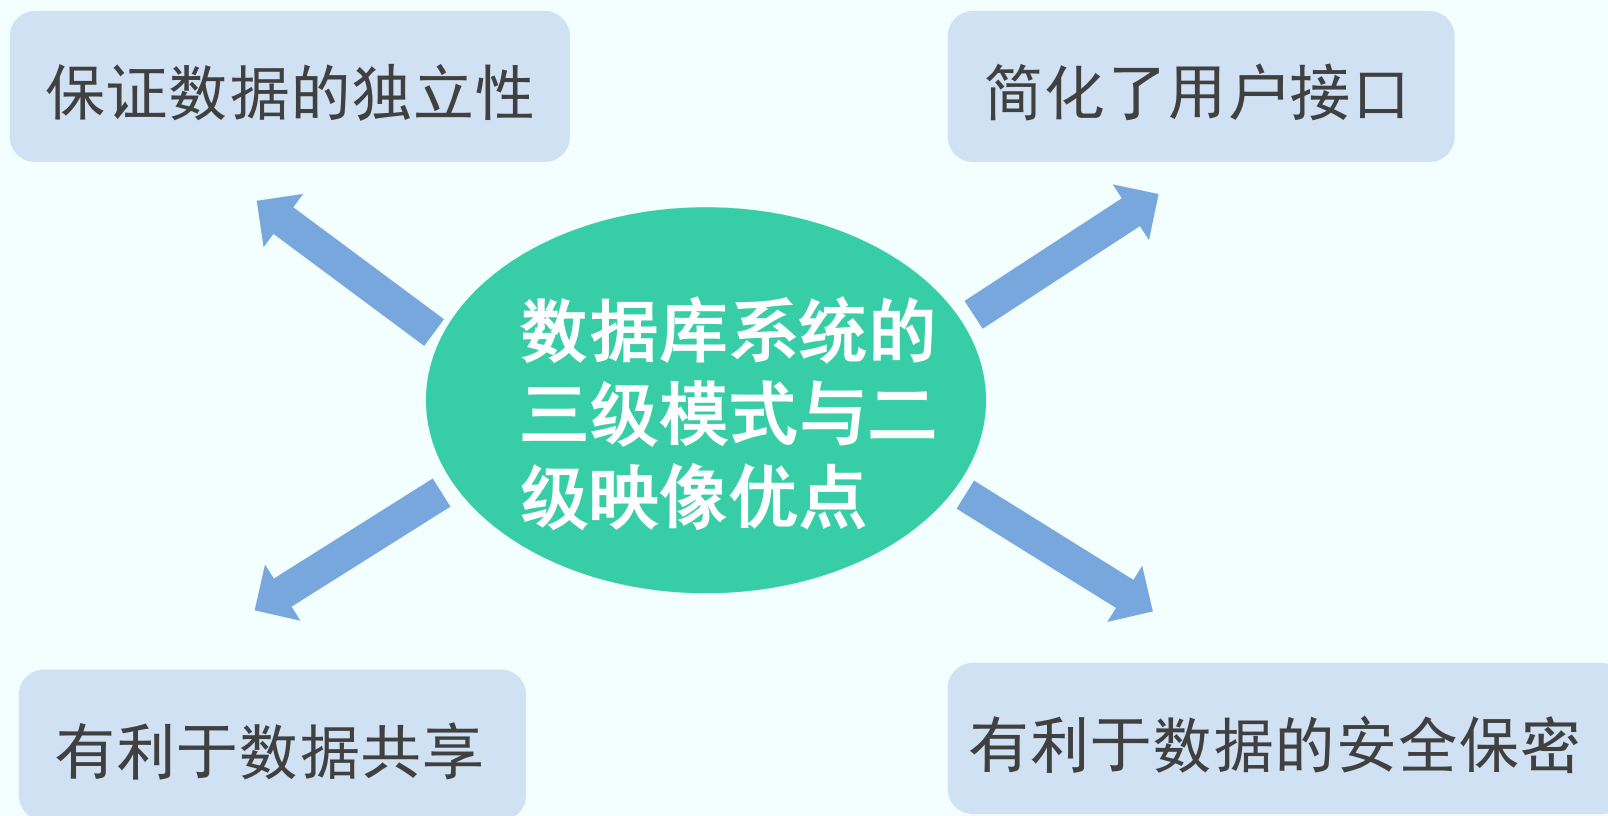 保证数据的独立性
简化了用户接口
数据库系统的
三级模式与二
级映像优点
有利于数据共享
有利于数据的安全保密